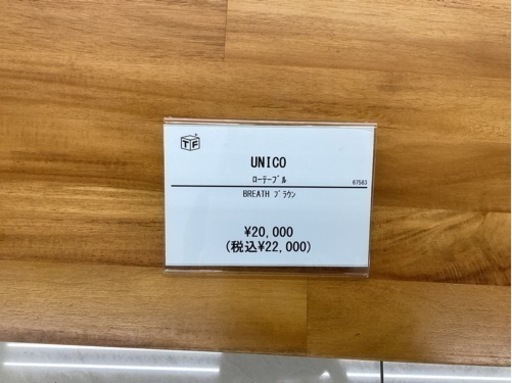 TF
UNICO
ローテーブル
67563
BREATH ブラウン
¥20,000
(税込¥22,000)